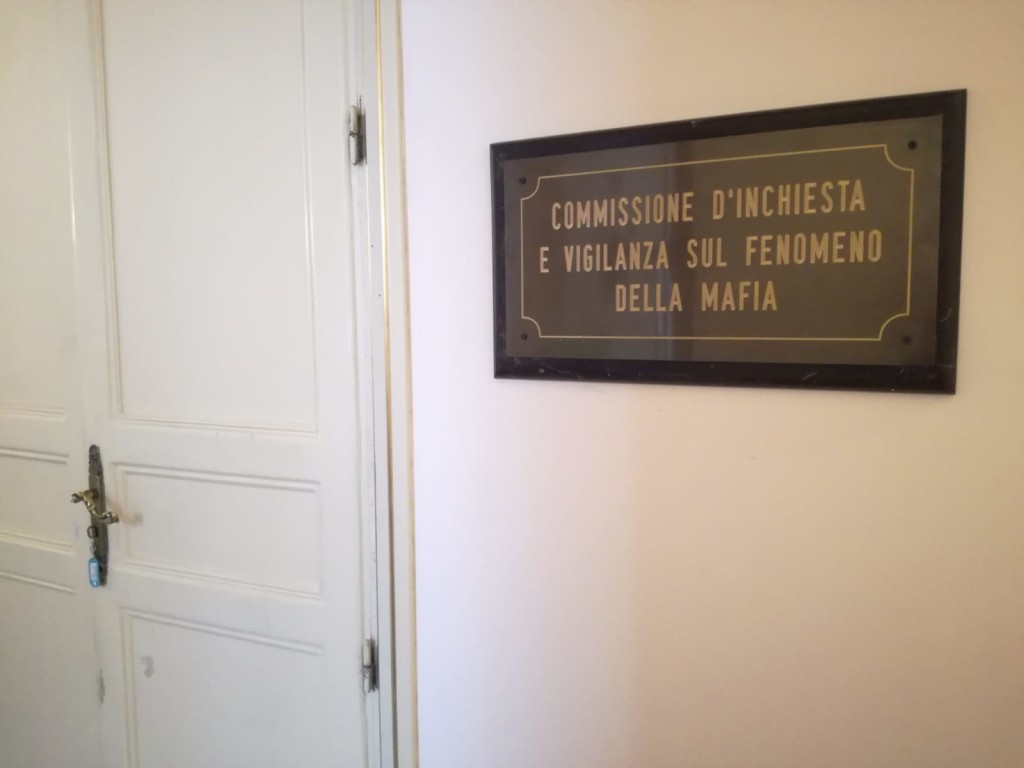 COMMISSIONE D'INCHIESTA
E VIGILANZA SUL FENOMENO
DELLA MAFIA